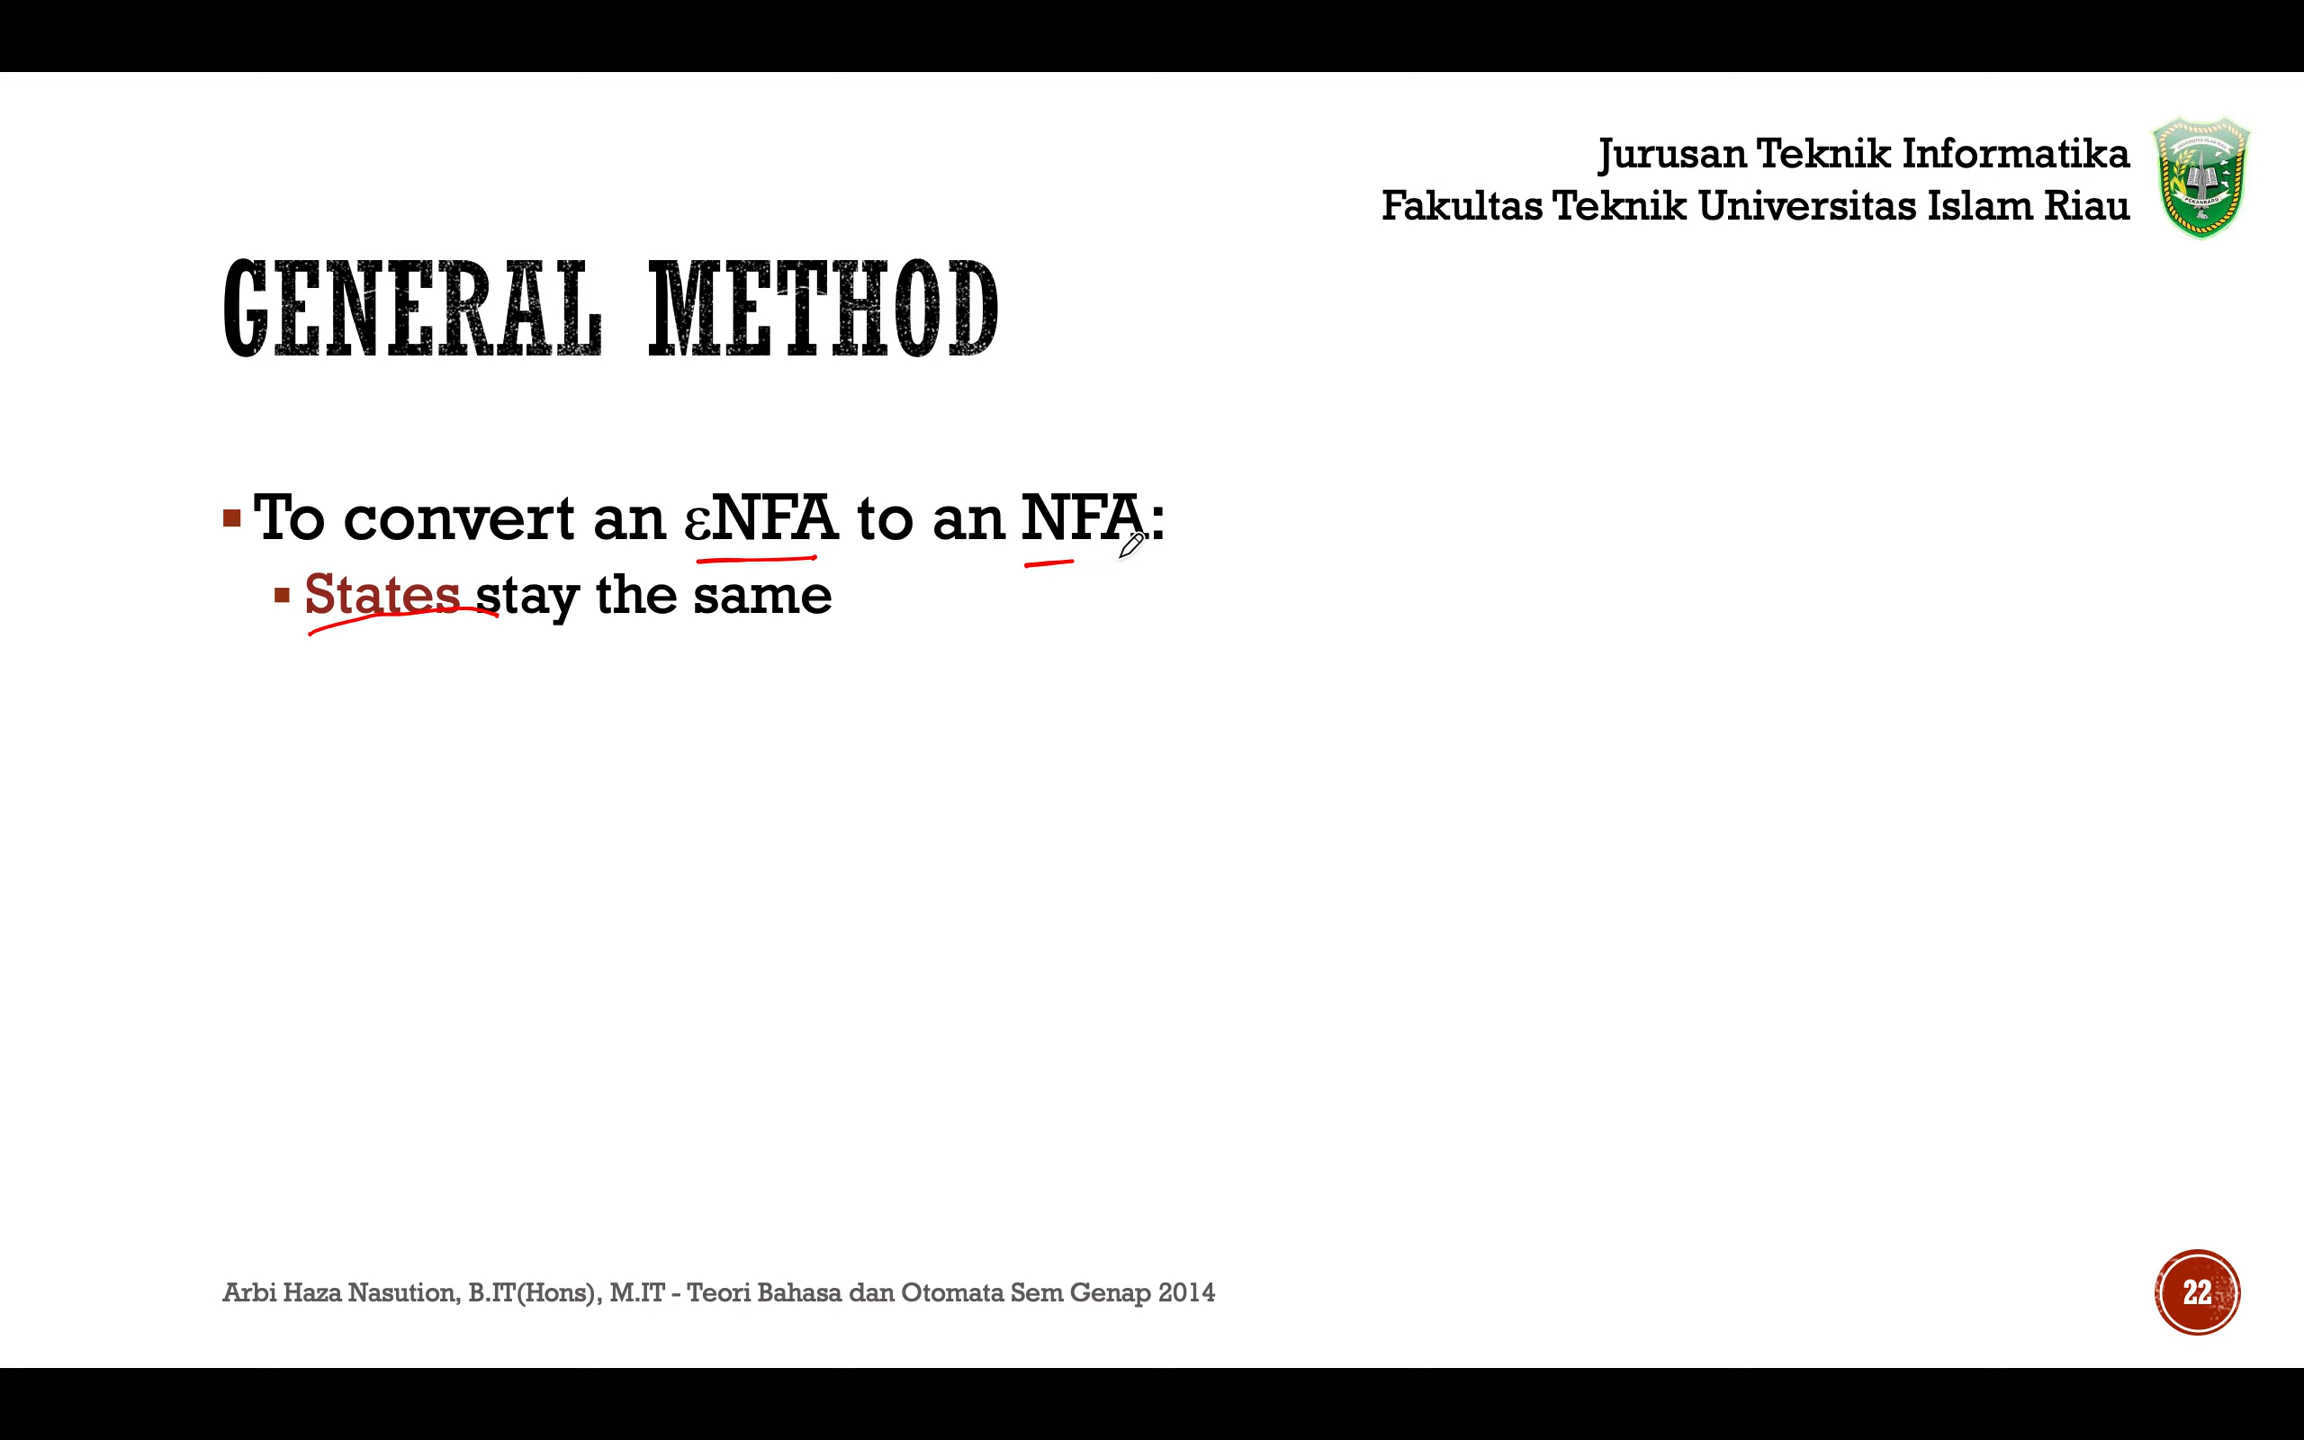 Jurusan Teknik Informatika
Fakultas Teknik Universitas Islam Riau
GENERAL METHOD
To convert an εNFA to an NFA:
States stay the same
Arbi Haza Nasution, B.IT(Hons), M.IT - Teori Bahasa dan Otomata Sem Genap 2014
22